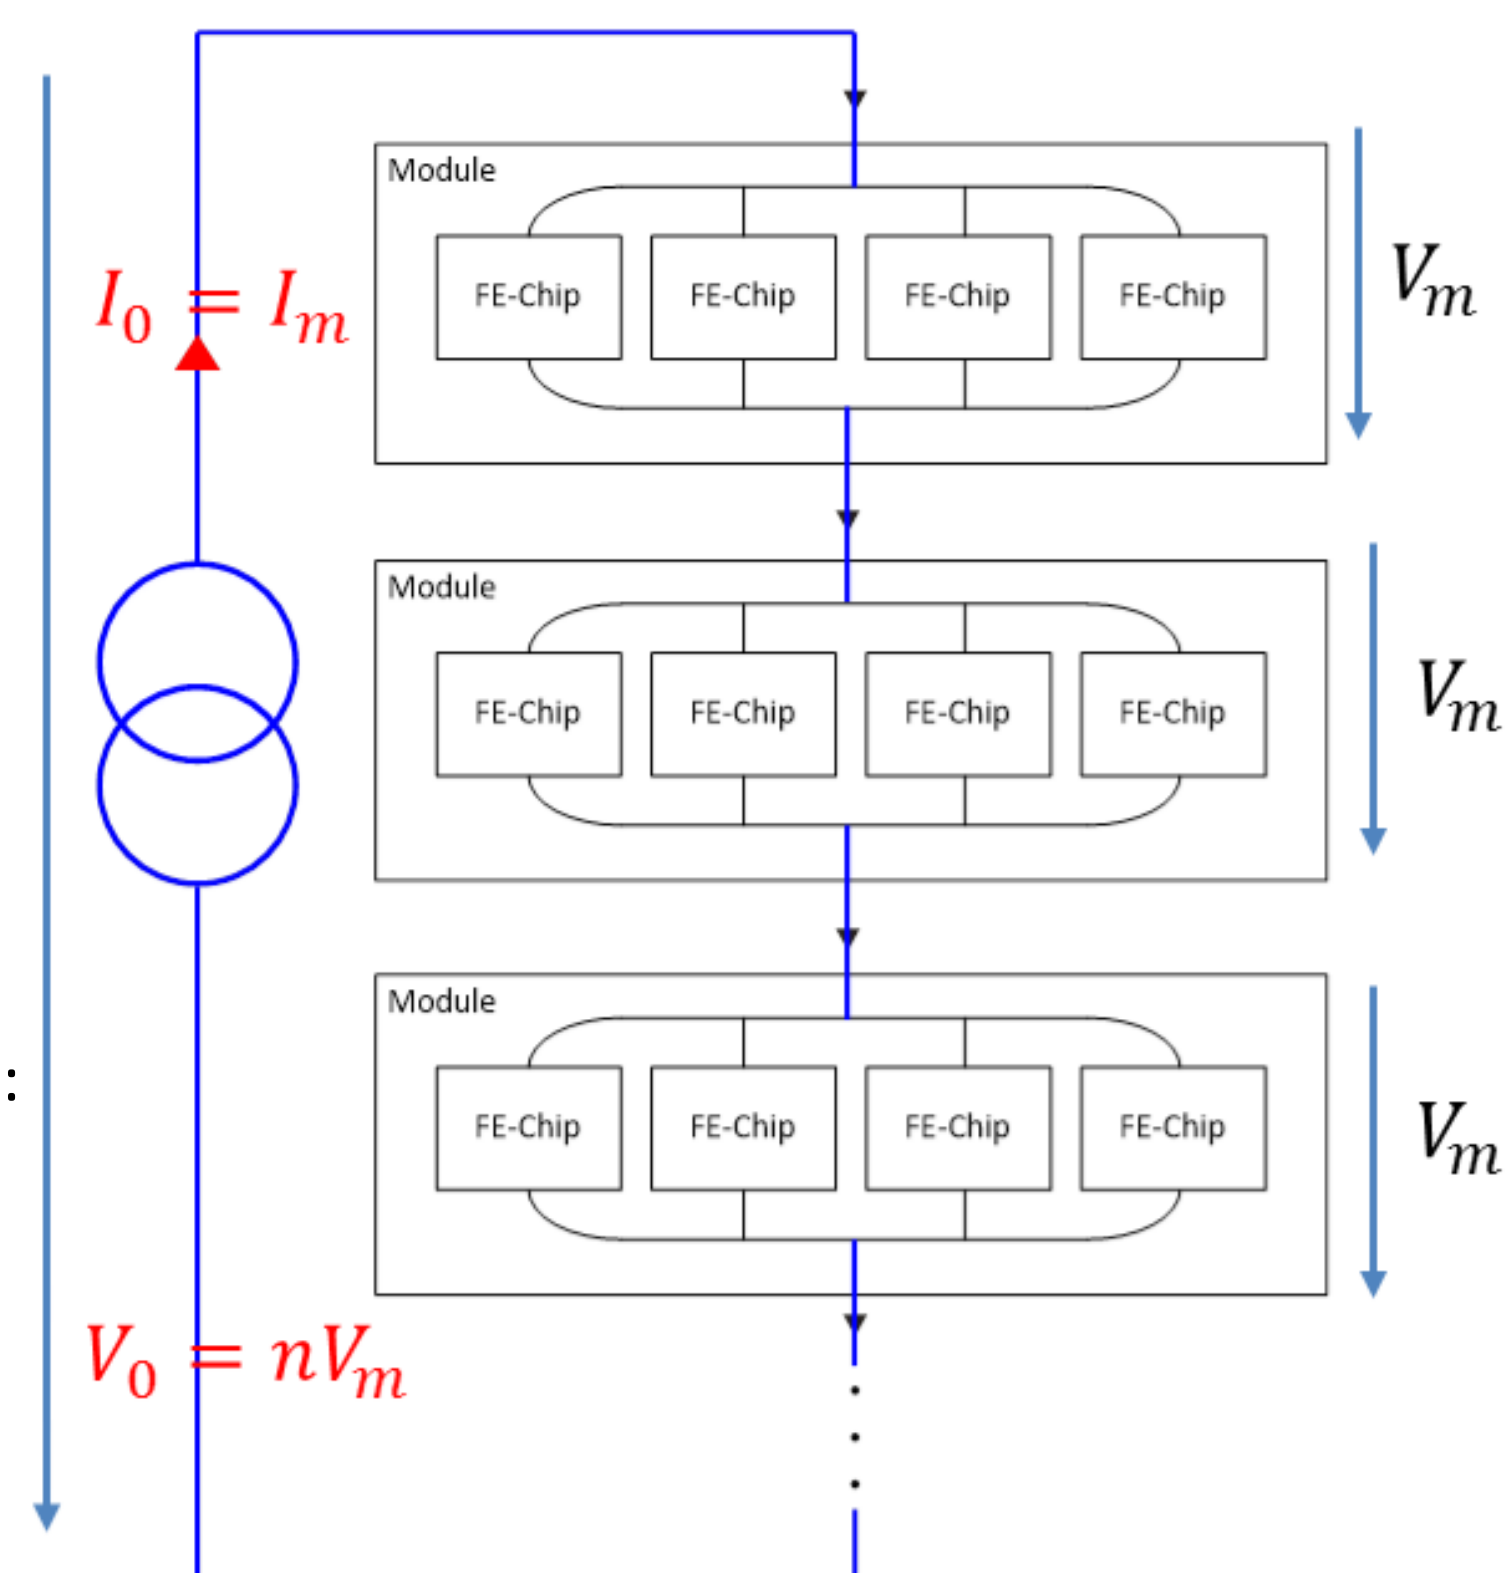 Module
FE-Chip FE-Chip FE-Chip FE-Chip
Vm
I0 = Im
Module
FE-Chip FE-Chip FE-Chip FE-Chip
Vm
Module
:
FE-Chip FE-Chip FE-Chip FE-Chip
Vm
V0 = nVm